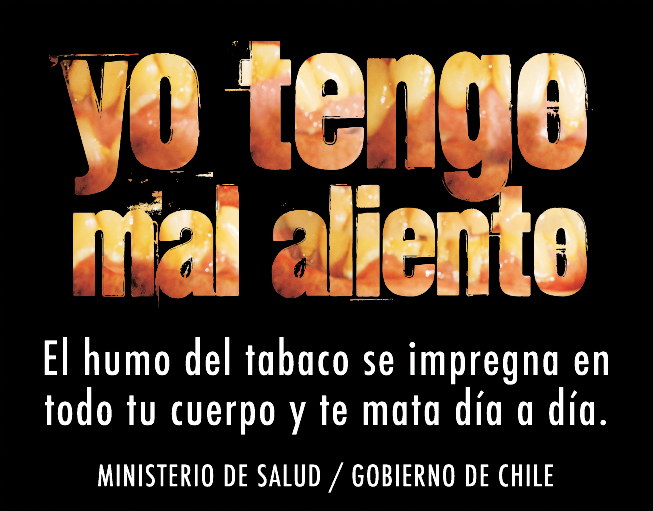 yo tengo
mal aliento
El humo del tabaco se impregna en
todo tu cuerpo y te mata día a día.
MINISTERIO DE SALUD / GOBIERNO DE CHILE